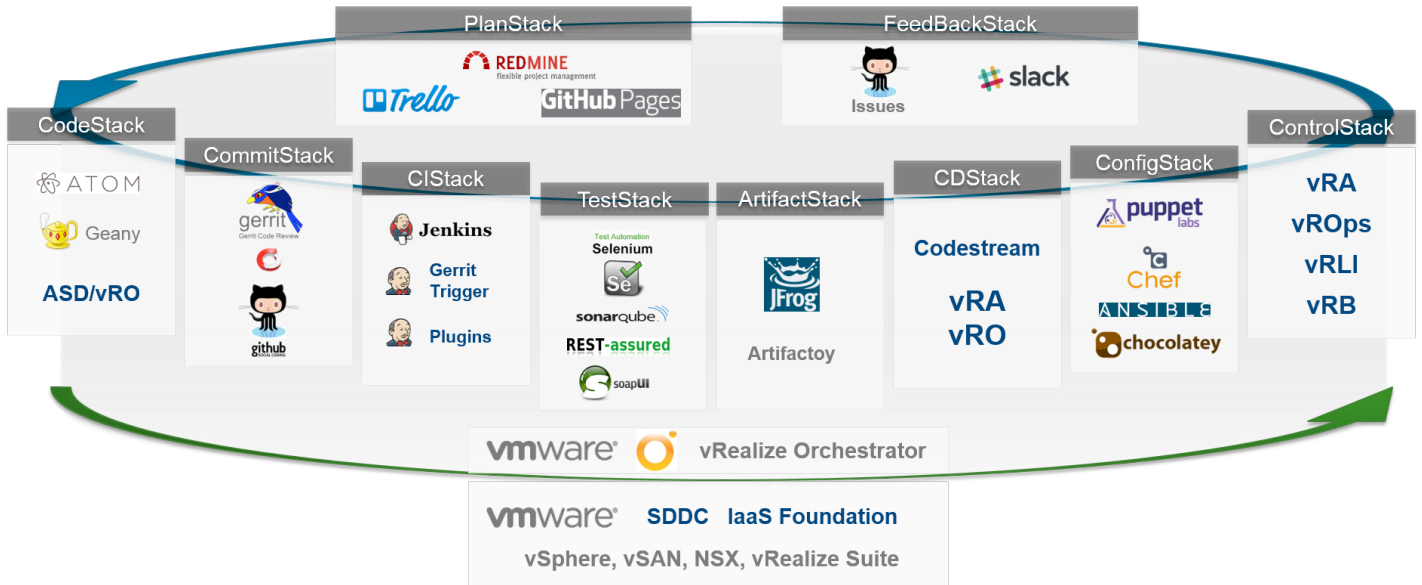 PlanStack
REDMINE
flexible project management
Trello
GitHub Pages
FeedBackStack
Issues
slack
CodeStack
ATOM
Geany
ASD/vRO
CommitStack
gerrit
Gerrit Code Review
github
SOCIAL CODING
CIStack
Jenkins
Gerrit
Trigger
Plugins
TestStack
Test Automation
Selenium
Se
sonarqube
REST-assured
soapUI
ArtifactStack
JFrog
Artifactoy
CDStack
Codestream
vRA
vRO
ConfigStack
puppet
labs
Chef
ANSIBLE
chocolatey
ControlStack
vRA
vROps
vRLI
vRB
vmware® vRealize Orchestrator
vmware® SDDC IaaS Foundation
vSphere, vSAN, NSX, vRealize Suite